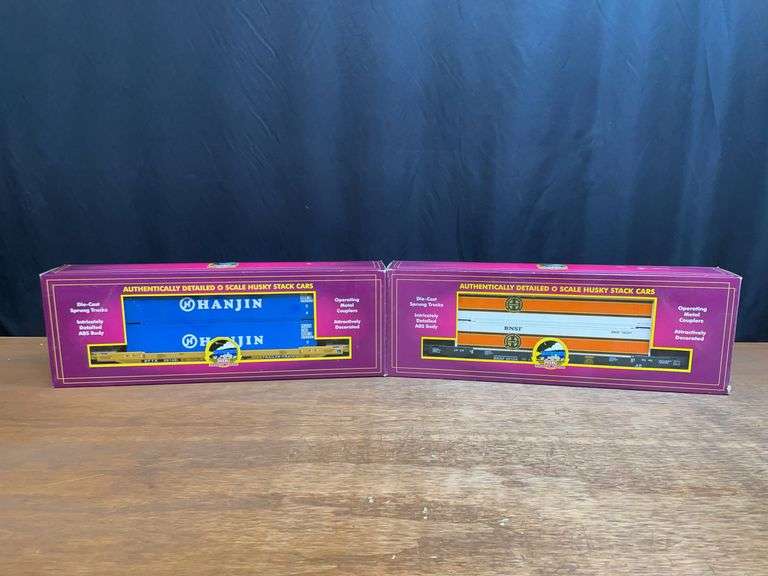 AUTHENTICALLY DETAILED O SCALE HUSKY STACK CARS
Die-Cast
Sprung Trucks
Intricately
Detailed
ABS Body
HANJIN
HANJIN
Operating
Metal
Couplers
Attractively
Decorated
AUTHENTICALLY DETAILED O SCALE HUSKY STACK CARS
Die-Cast
Sprung Trucks
Intricately
Detailed
ABS Body
BNSF
Operating
Metal
Couplers
Attractively
Decorated